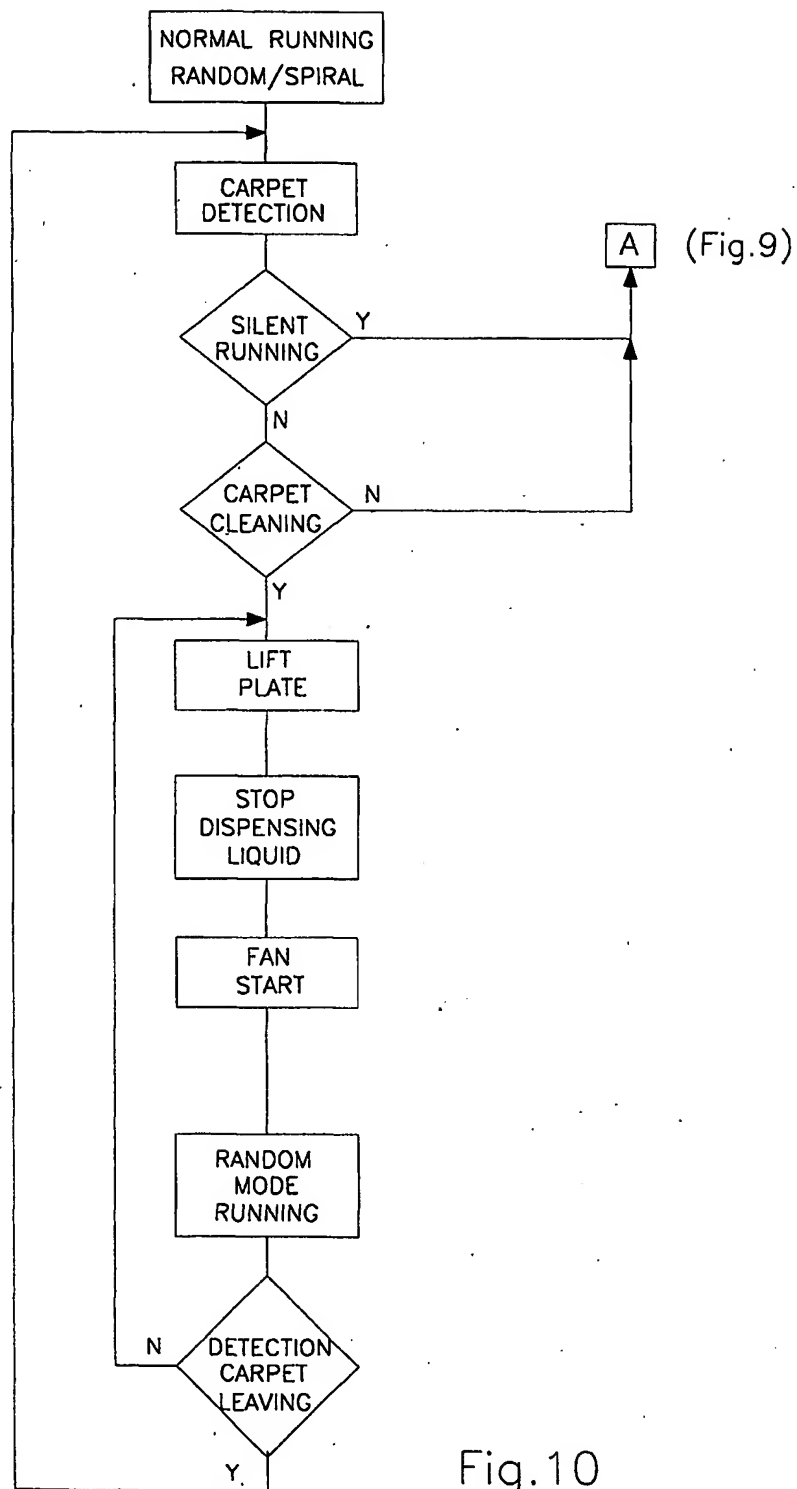 NORMAL RUNNING
RANDOM/SPIRAL
CARPET
DETECTION
A (Fig.9)
SILENT
RUNNING
Y
N
CARPET
CLEANING
N
Y
LIFT
PLATE
STOP
DISPENSING
LIQUID
FAN
START
RANDOM
MODE
RUNNING
N
DETECTION
CARPET
LEAVING
Y
Fig.10